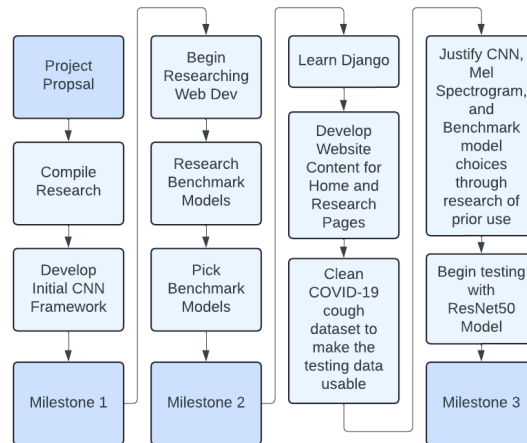 Project
Propsal
Compile
Research
Develop
Initial CNN
Framework
Milestone 1
Begin
Researching
Web Dev
Research
Benchmark
Models
Pick
Benchmark
Models
Milestone 2
Learn Django
Develop
Website
Content for
Home and
Research
Pages
Clean
COVID-19
cough
dataset to
make the
testing data
usable
Justify CNN,
Mel
Spectrogram,
and
Benchmark
model
choices
through
research of
prior use
Begin testing
with
ResNet50
Model
Milestone 3